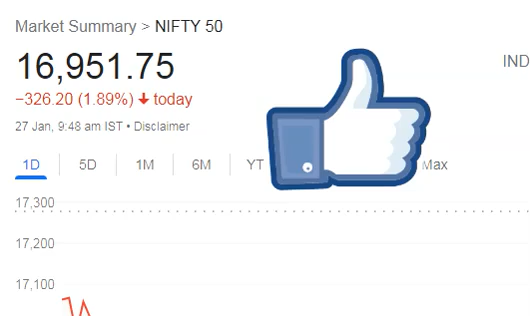 Market Summary > NIFTY 50
16,951.75
IND
−326.20 (1.89%) ↓ today
27 Jan, 9:48 am IST • Disclaimer
1D 5D 1M 6M YT Max
17,300
17,200
17,100